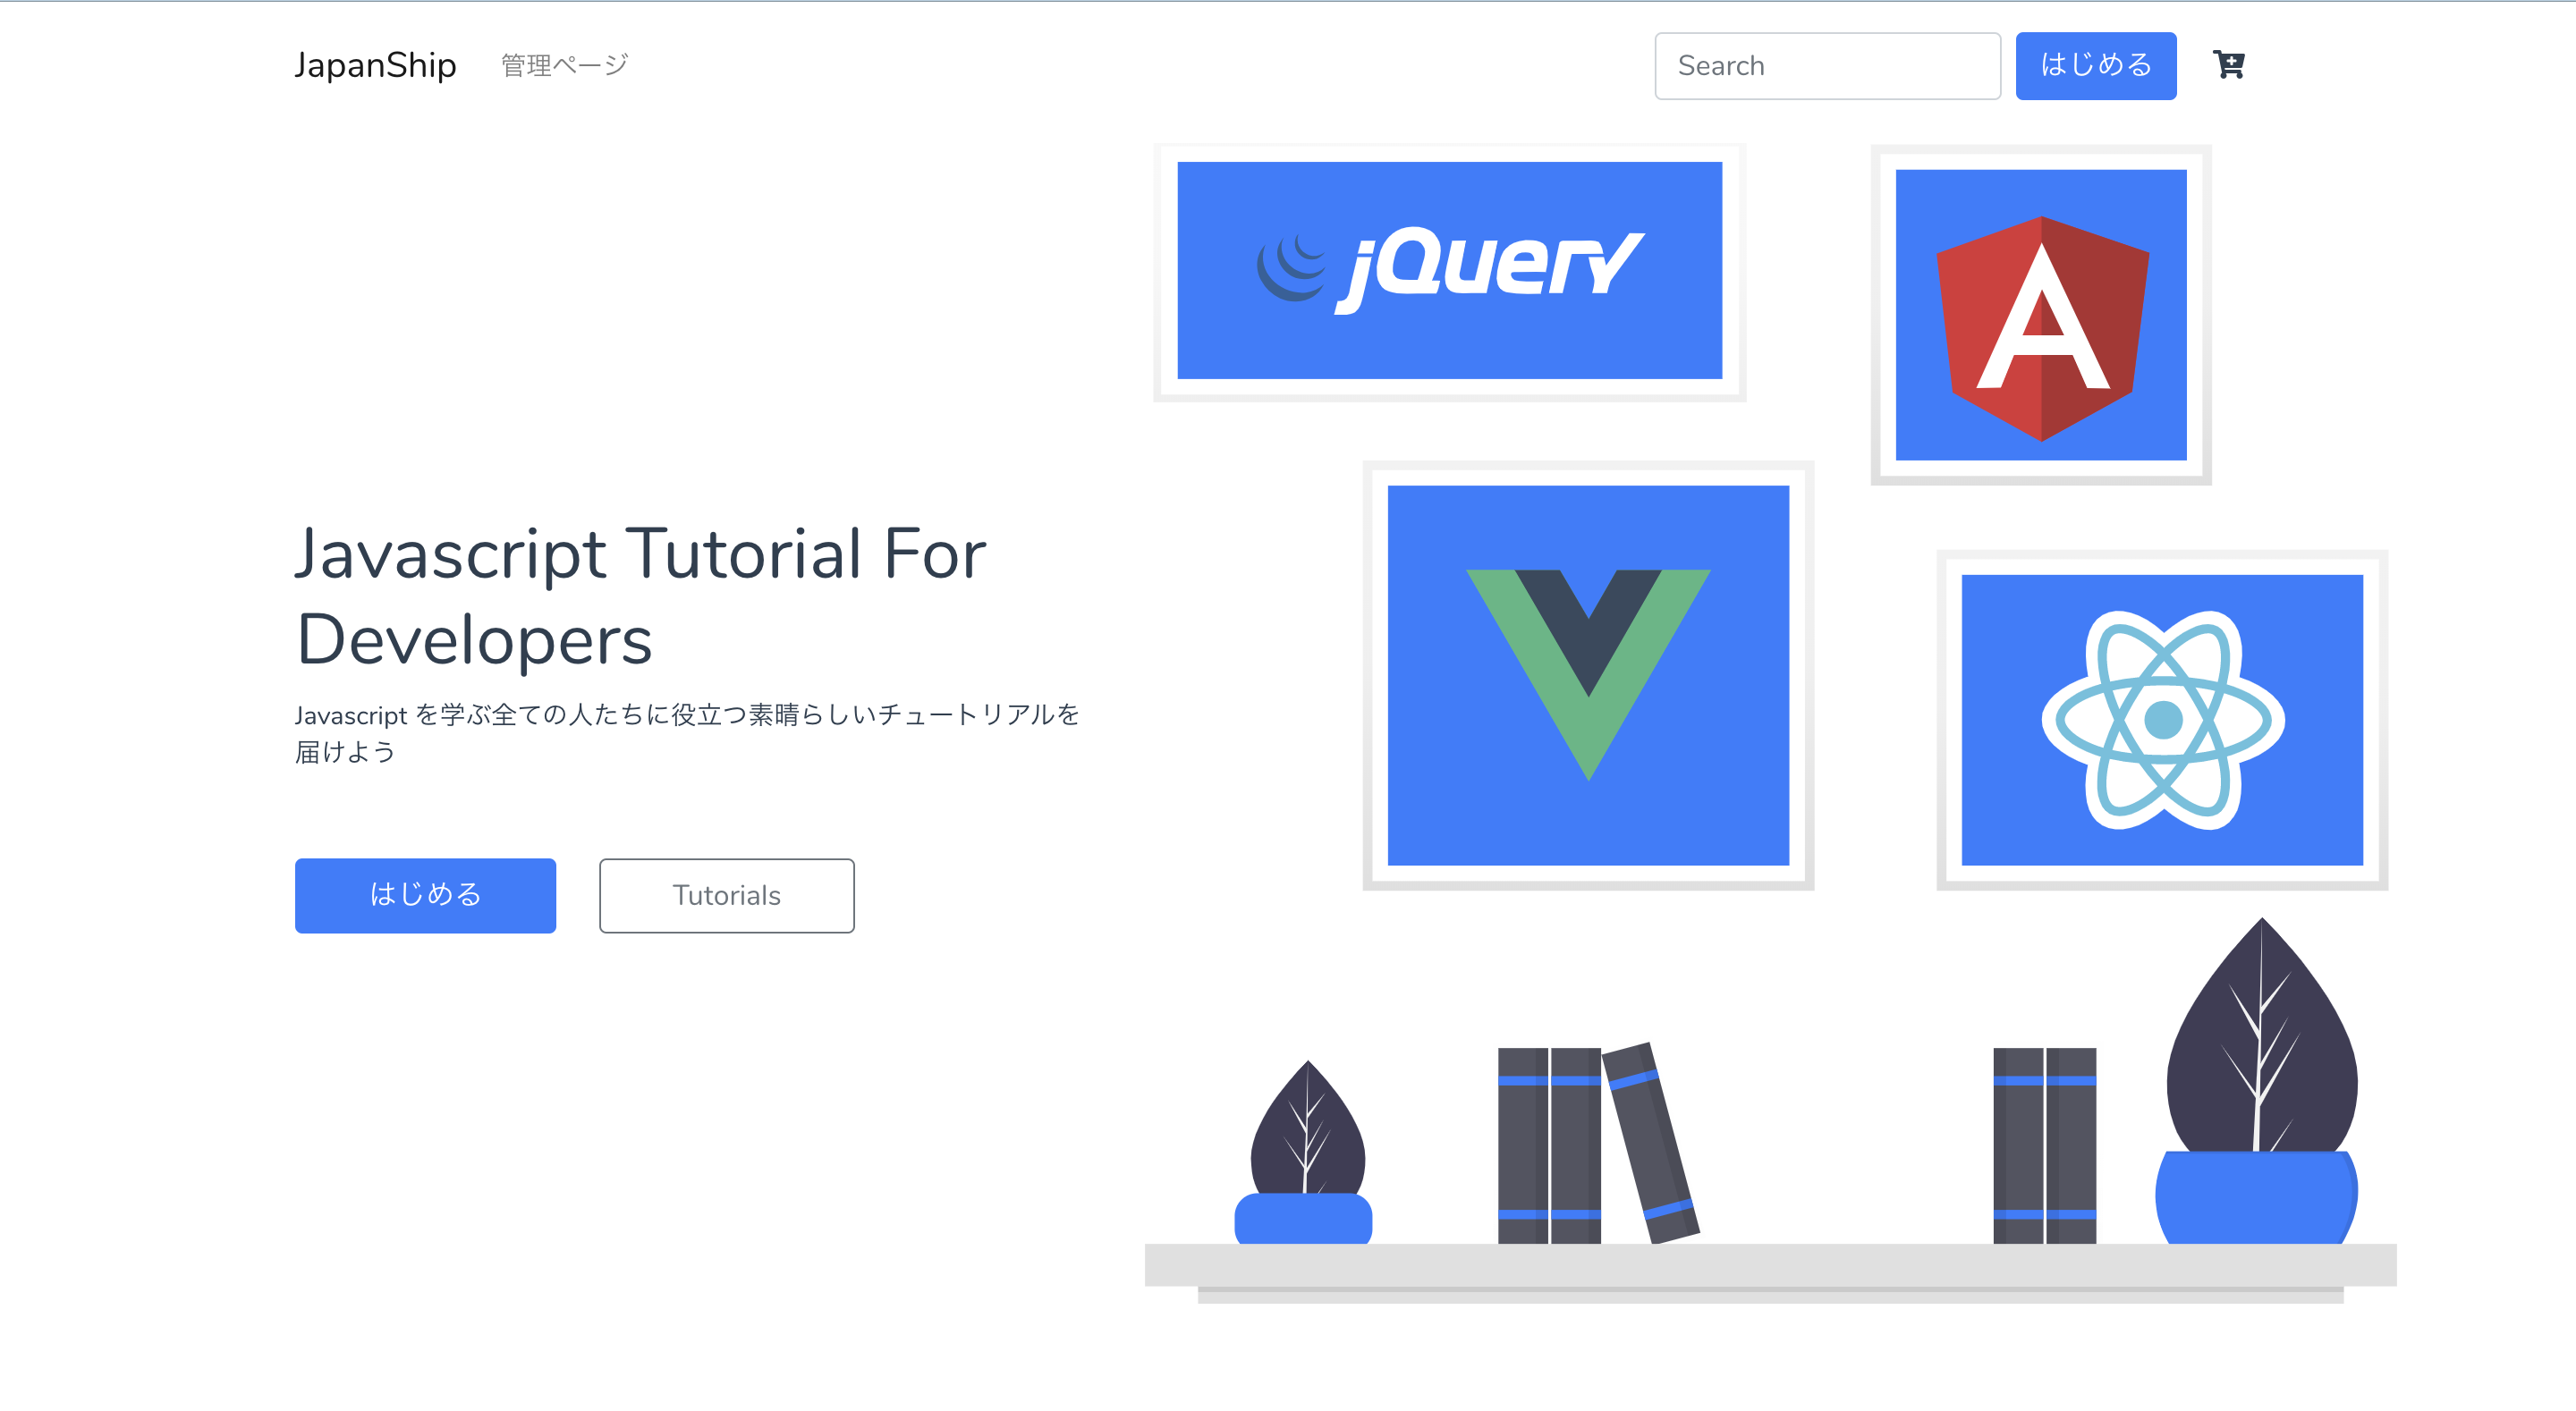 JapanShip
管理ページ
Search
はじめる
jQuery
Javascript Tutorial For
Developers
Javascript を学ぶ全ての人たちに役立つ素晴らしいチュートリアルを
届けよう
はじめる
Tutorials